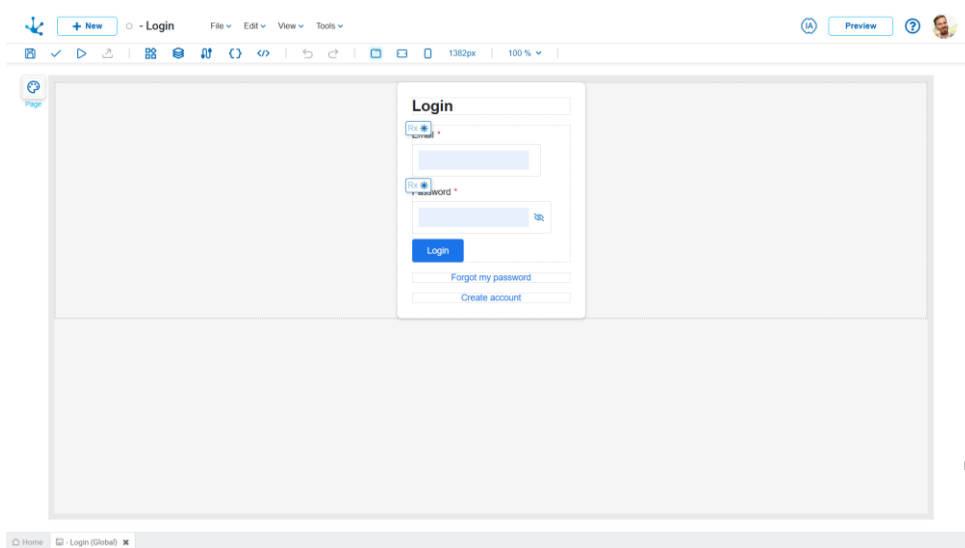 + New - Login File Edit View Tools IA Preview ?
1382px 100 %
Page
Login
Rx
Email *
Rx
Password *
Login
Forgot my password
Create account
Home - Login (Global)